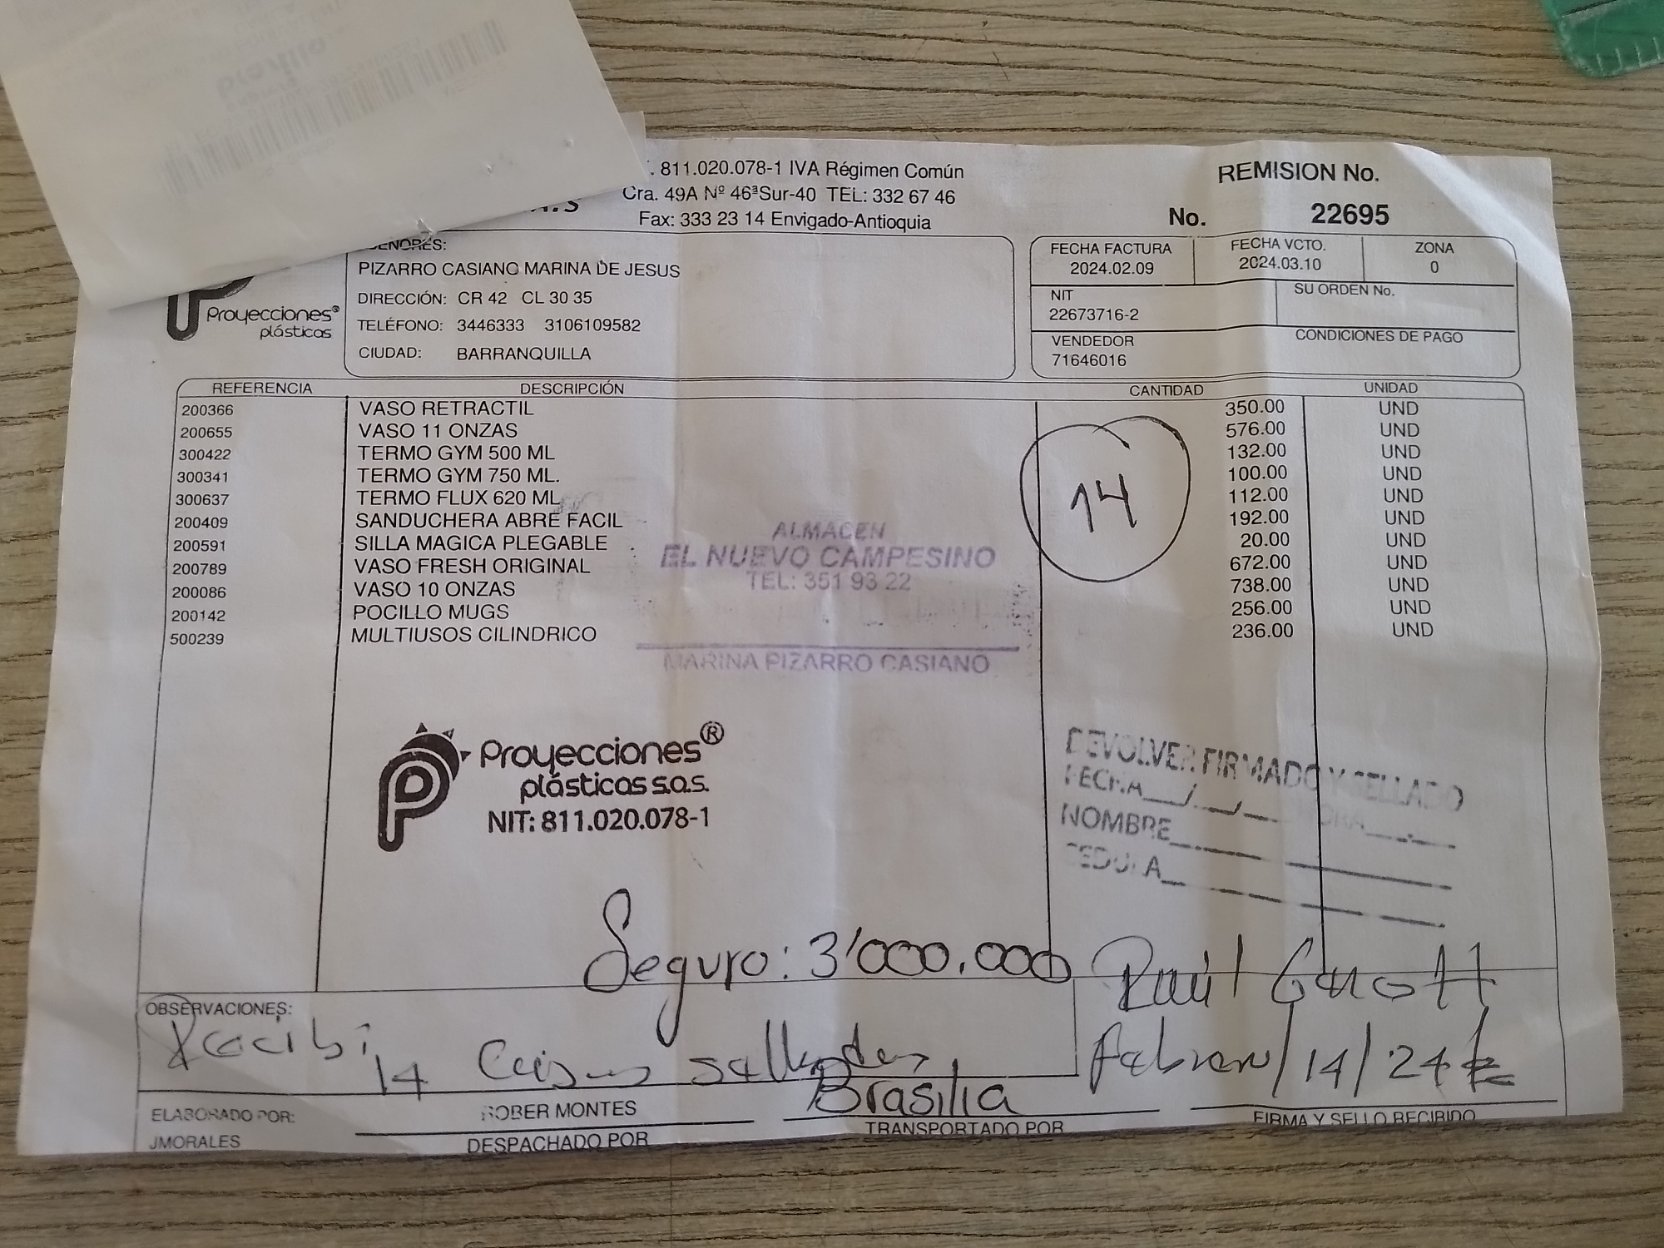 811.020.078-1 IVA Régimen Común
Cra. 49A Nº 46ªSur-40 TEL: 332 67 46
Fax: 333 23 14 Envigado-Antioquia
REMISION No.
No. 22695
Proyecciones®
plásticas
SEÑORES:
PIZARRO CASIANO MARINA DE JESUS
DIRECCIÓN: CR 42 CL 30 35
TELÉFONO: 3446333 3106109582
CIUDAD: BARRANQUILLA
FECHA FACTURA FECHA VCTO. ZONA
2024.02.09 2024.03.10 0
NIT SU ORDEN No.
22673716-2
VENDEDOR CONDICIONES DE PAGO
71646016
REFERENCIA DESCRIPCIÓN CANTIDAD UNIDAD
200366 VASO RETRACTIL 350.00 UND
200655 VASO 11 ONZAS 576.00 UND
300422 TERMO GYM 500 ML 132.00 UND
300341 TERMO GYM 750 ML. 100.00 UND
300637 TERMO FLUX 620 ML 112.00 UND
200409 SANDUCHERA ABRE FACIL 192.00 UND
200591 SILLA MAGICA PLEGABLE 20.00 UND
200789 VASO FRESH ORIGINAL 672.00 UND
200086 VASO 10 ONZAS 738.00 UND
200142 POCILLO MUGS 256.00 UND
500239 MULTIUSOS CILINDRICO 236.00 UND
14
ALMACEN
EL NUEVO CAMPESINO
TEL: 351 93 22
MARINA PIZARRO CASIANO
Proyecciones®
plásticas s.a.s.
NIT: 811.020.078-1
DEVOLVER FIRMADO Y SELLADO
FECHA__/__/__ HORA
NOMBRE
CEDULA
Seguro: 3'000.000
Raúl
OBSERVACIONES:
Recibi 14 Cajas selladas
/14/24
Brasilia
ELABORADO POR:
JMORALES
ROBER MONTES
DESPACHADO POR
TRANSPORTADO POR
FIRMA Y SELLO RECIBIDO